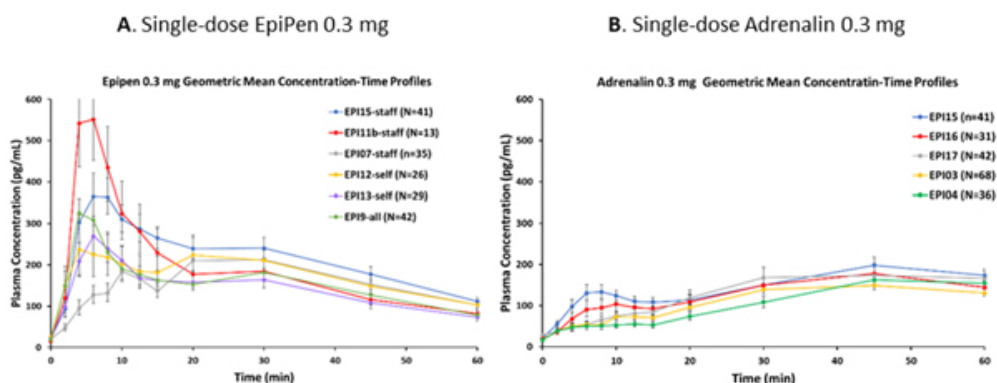 A. Single-dose EpiPen 0.3 mg
Epipen 0.3 mg Geometric Mean Concentration-Time Profiles
Plasma Concentration (pg/mL)
600
500
400
300
200
100
0
EPI15-staff (N=41)
EPI11b-staff (N=13)
EPI07-staff (n=35)
EPI12-self (N=26)
EPI13-self (N=29)
EPI9-all (N=42)
0 10 20 30 40 50 60
Time (min)
B. Single-dose Adrenalin 0.3 mg
Adrenalin 0.3 mg Geometric Mean Concentratin-Time Profiles
Plasma Concentration (pg/mL)
600
500
400
300
200
100
0
EPI15 (n=41)
EPI16 (N=31)
EPI17 (N=42)
EPI03 (N=68)
EPI04 (N=36)
0 10 20 30 40 50 60
Time (min)